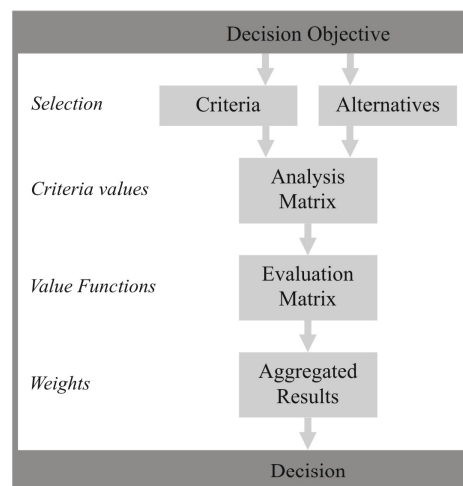 Decision Objective
Selection
Criteria
Alternatives
Criteria values
Analysis
Matrix
Value Functions
Evaluation
Matrix
Weights
Aggregated
Results
Decision